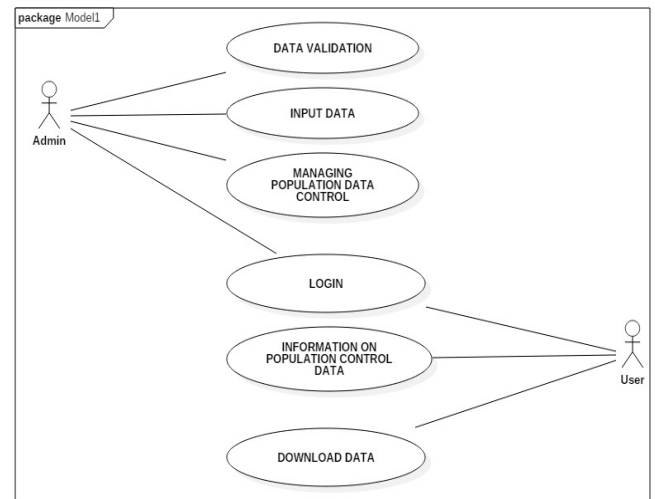 package Model1
DATA VALIDATION
Admin
INPUT DATA
MANAGING
POPULATION DATA
CONTROL
LOGIN
INFORMATION ON
POPULATION CONTROL
DATA
User
DOWNLOAD DATA